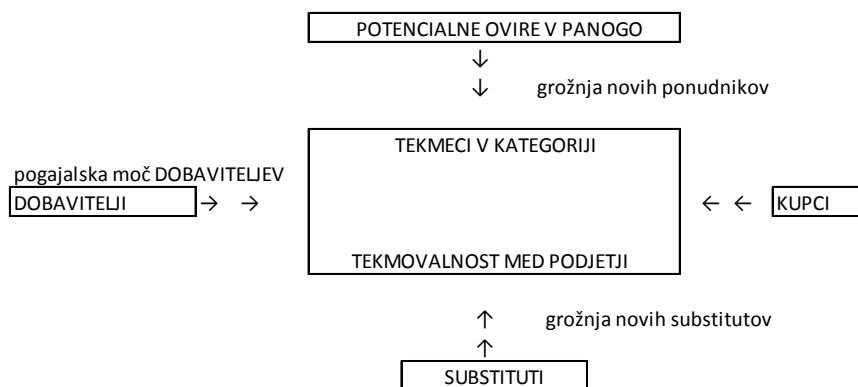 POTENCIALNE OVIRE V PANOGO
↓
↓ grožnja novih ponudnikov
TEKMECI V KATEGORIJI
pogajalska moč DOBAVITELJEV
DOBAVITELJI → → ← ← KUPCI
TEKMOVALNOST MED PODJETJI
↑ grožnja novih substitutov
↑
SUBSTITUTI